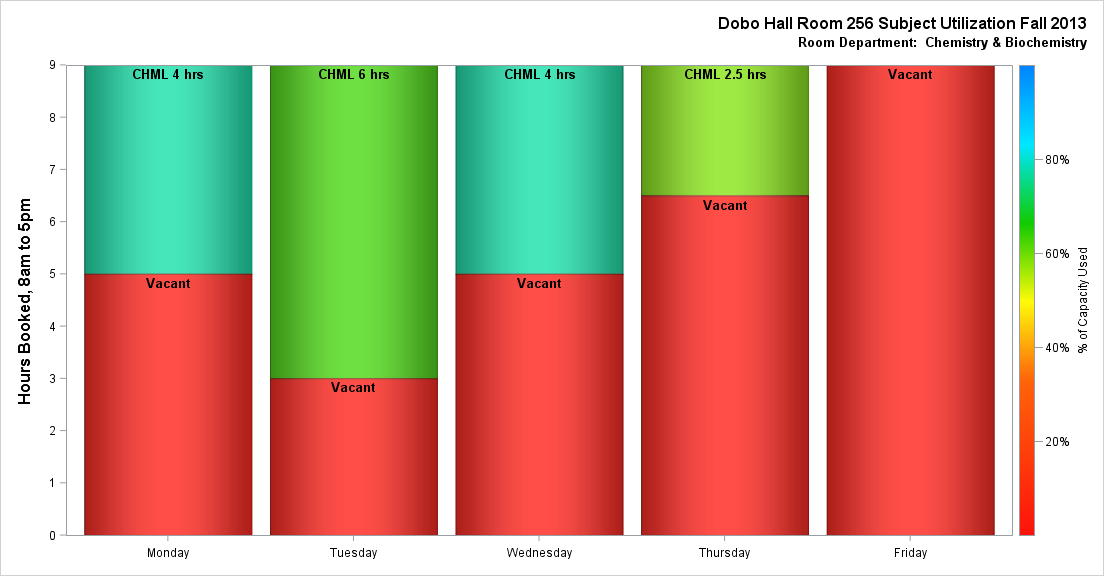 Dobo Hall Room 256 Subject Utilization Fall 2013
Room Department:  Chemistry & Biochemistry
Hours Booked, 8am to 5pm
9
8
7
6
5
4
3
2
1
0
CHML 4 hrs
Vacant
CHML 6 hrs
Vacant
CHML 4 hrs
Vacant
CHML 2.5 hrs
Vacant
Vacant
Monday
Tuesday
Wednesday
Thursday
Friday
80%
60%
40%
20%
% of Capacity Used